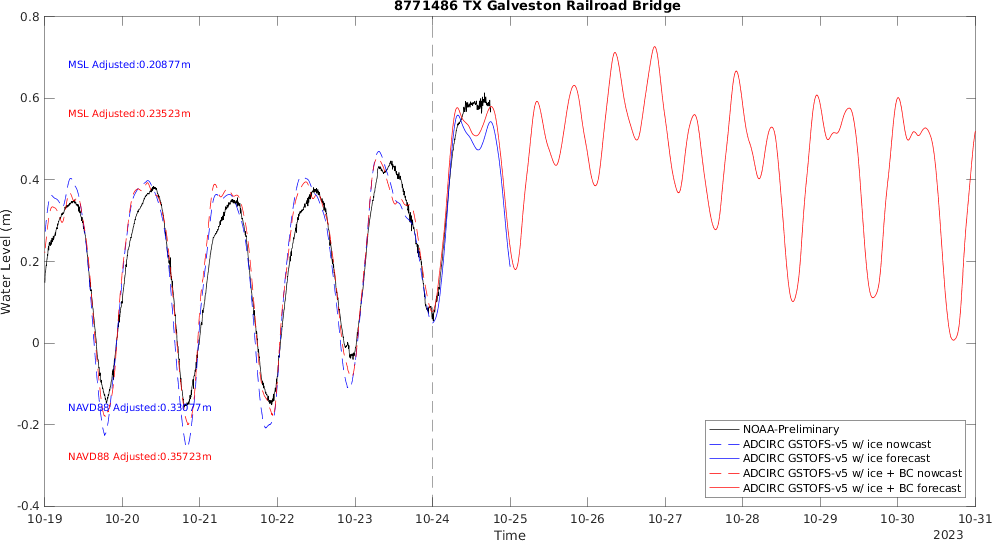 8771486 TX Galveston Railroad Bridge
0.8
0.6
0.4
0.2
0
-0.2
-0.4
Water Level (m)
MSL Adjusted:0.20877m
MSL Adjusted:0.23523m
NAVD88 Adjusted:0.33077m
NAVD88 Adjusted:0.35723m
NOAA-Preliminary
ADCIRC GSTOFS-v5 w/ ice nowcast
ADCIRC GSTOFS-v5 w/ ice forecast
ADCIRC GSTOFS-v5 w/ ice + BC nowcast
ADCIRC GSTOFS-v5 w/ ice + BC forecast
10-19 10-20 10-21 10-22 10-23 10-24 10-25 10-26 10-27 10-28 10-29 10-30 10-31
Time
2023